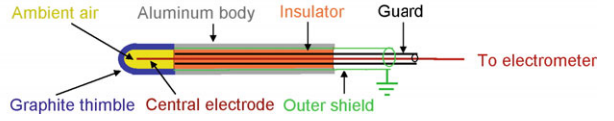 Ambient air Aluminum body Insulator Guard
To electrometer
Graphite thimble Central electrode Outer shield